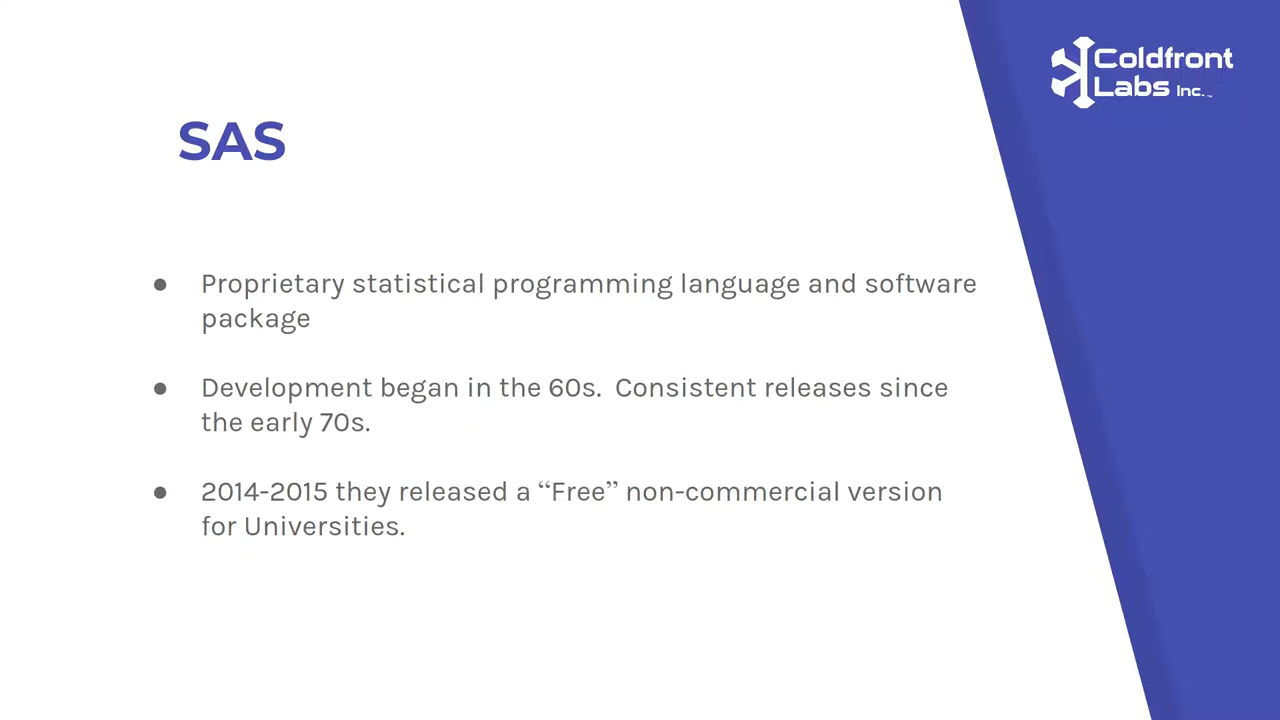 Coldfront
Labs Inc.™
SAS
● Proprietary statistical programming language and software
package
● Development began in the 60s.  Consistent releases since
the early 70s.
● 2014-2015 they released a “Free” non-commercial version
for Universities.